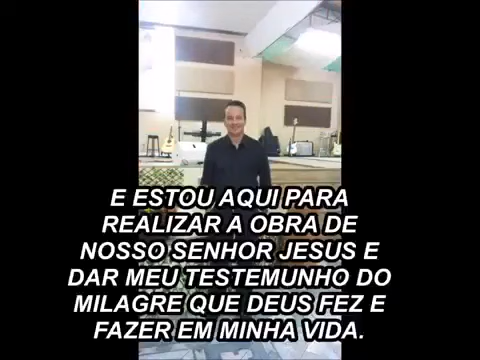 E ESTOU AQUI PARA
REALIZAR A OBRA DE
NOSSO SENHOR JESUS E
DAR MEU TESTEMUNHO DO
MILAGRE QUE DEUS FEZ E
FAZER EM MINHA VIDA.